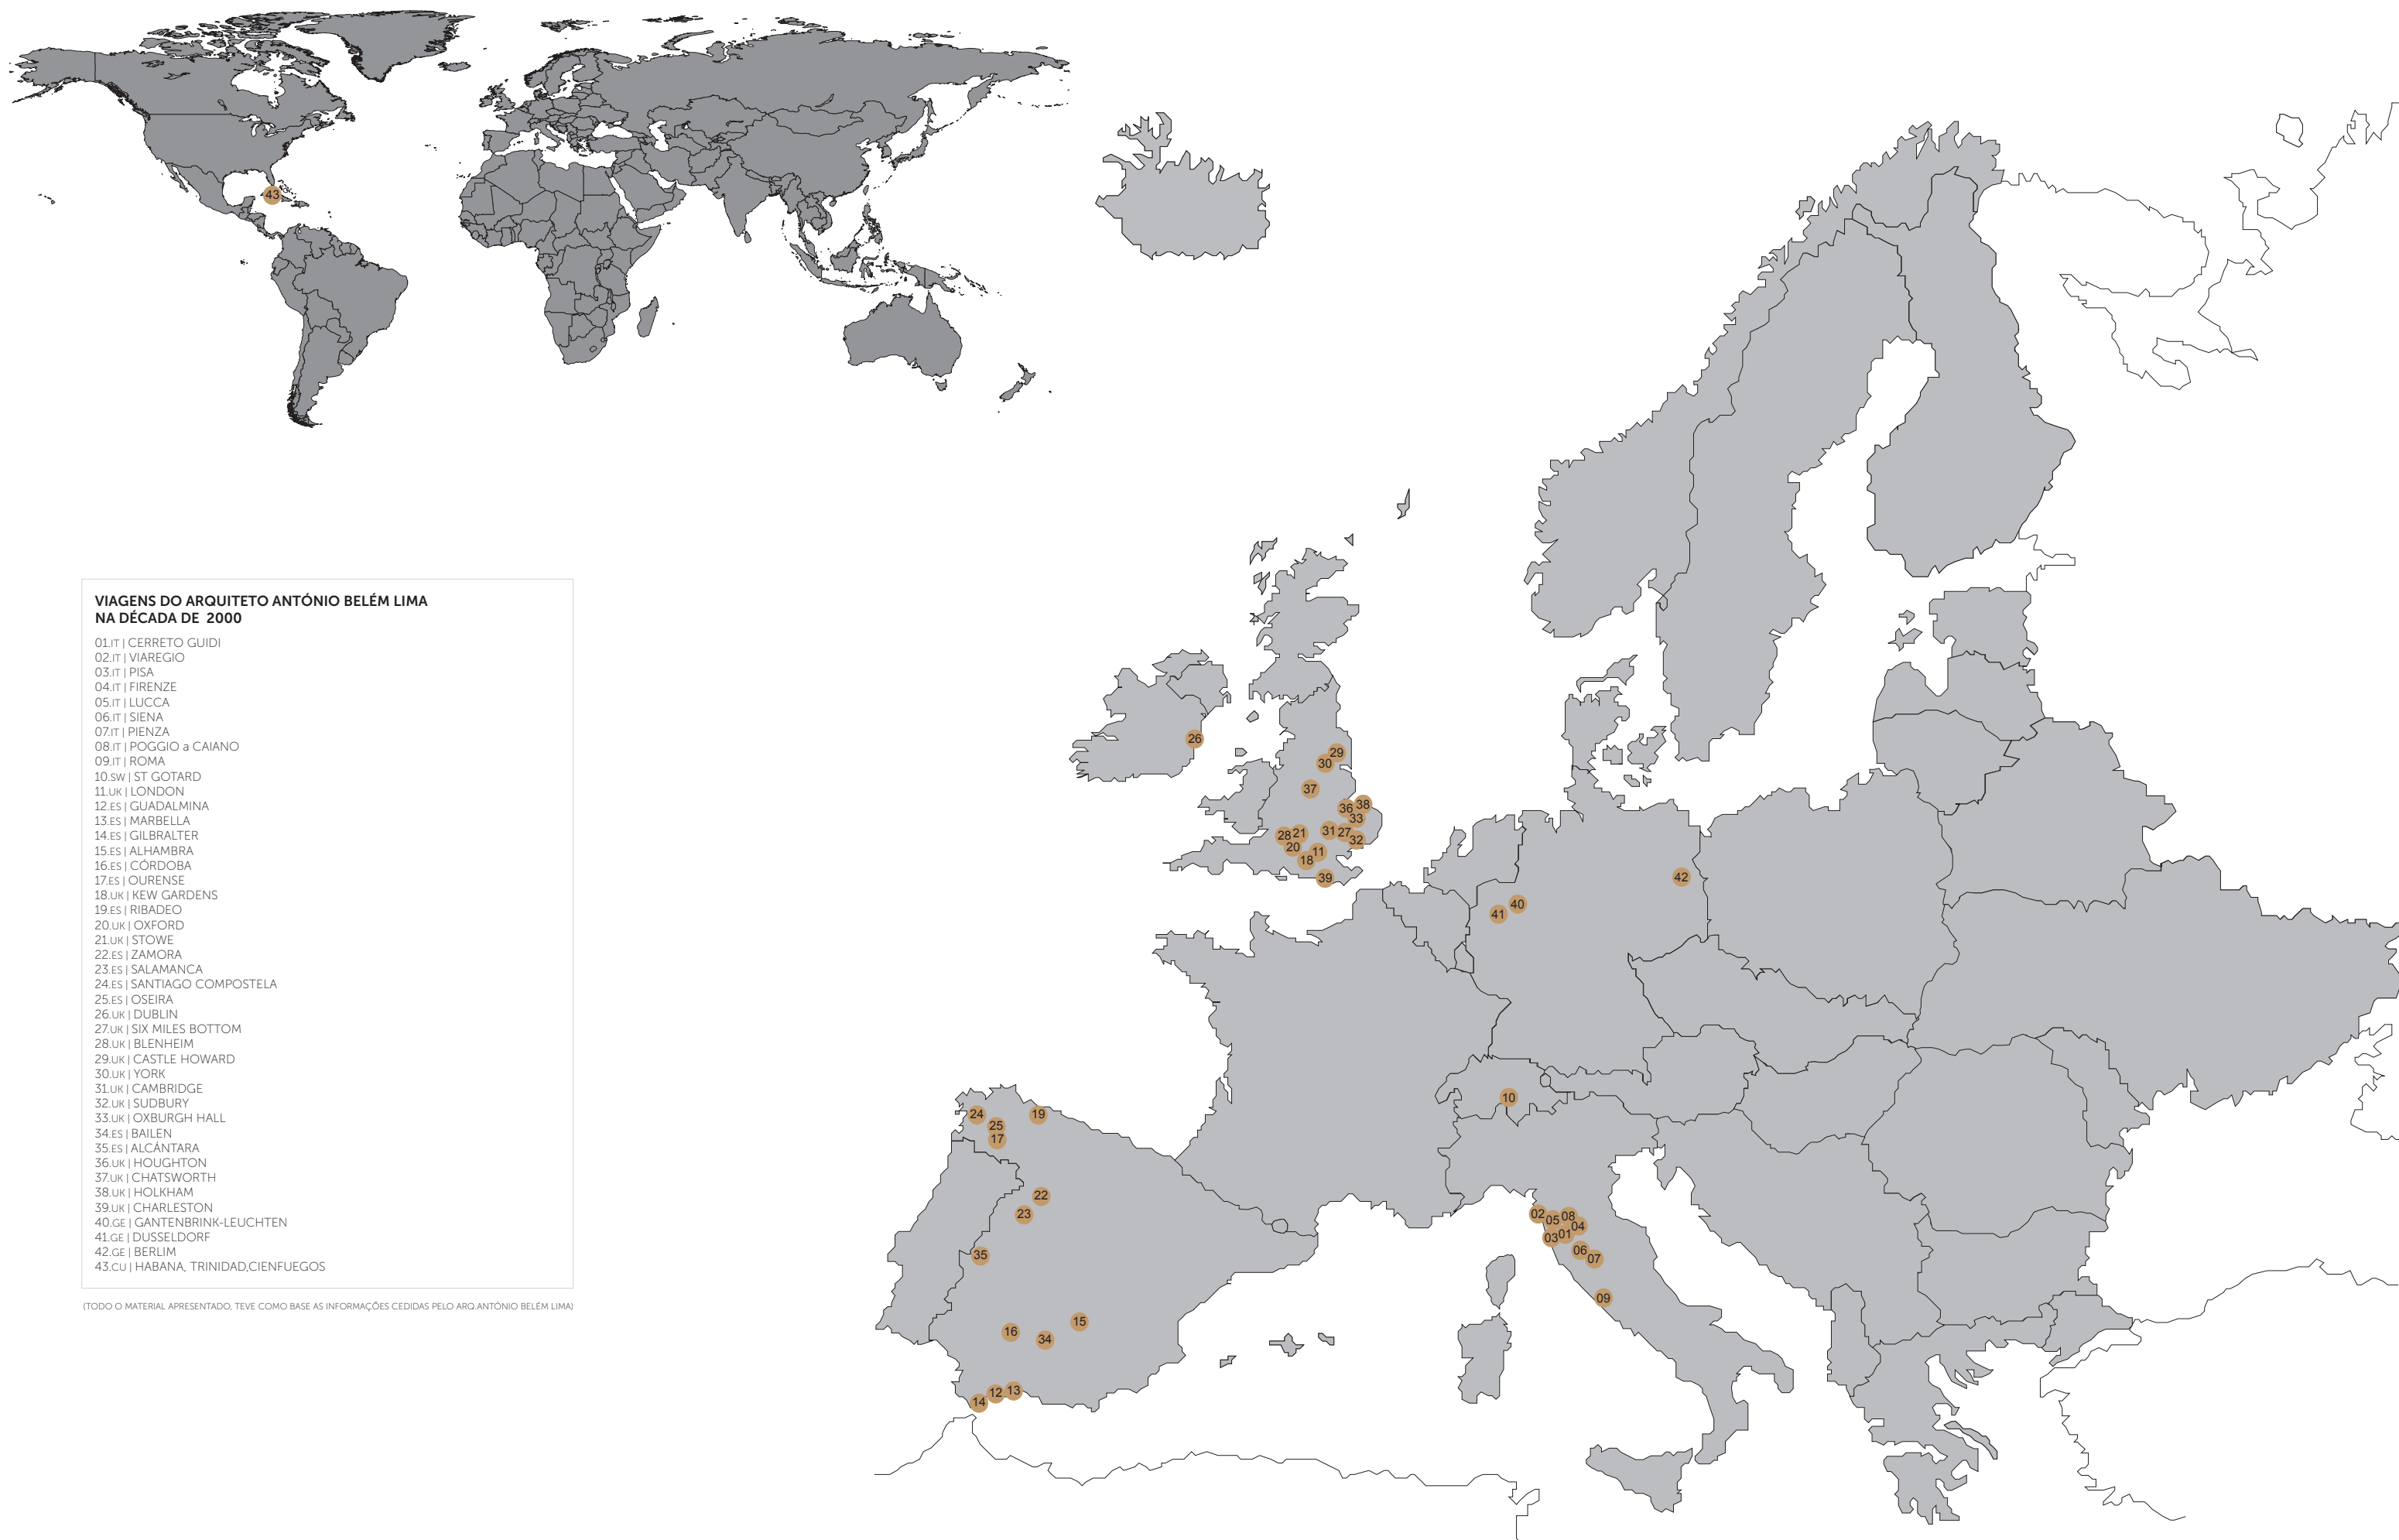 43
VIAGENS DO ARQUITETO ANTÓNIO BELÉM LIMA
NA DÉCADA DE 2000
01.IT | CERRETO GUIDI
02.IT | VIAREGIO
03.IT | PISA
04.IT | FIRENZE
05.IT | LUCCA
06.IT | SIENA
07.IT | PIENZA
08.IT | POGGIO a CAIANO
09.IT | ROMA
10.SW | ST GOTARD
11.UK | LONDON
12.ES | GUADALMINA
13.ES | MARBELLA
14.ES | GILBRALTER
15.ES | ALHAMBRA
16.ES | CÓRDOBA
17.ES | OURENSE
18.UK | KEW GARDENS
19.ES | RIBADEO
20.UK | OXFORD
21.UK | STOWE
22.ES | ZAMORA
23.ES | SALAMANCA
24.ES | SANTIAGO COMPOSTELA
25.ES | OSEIRA
26.UK | DUBLIN
27.UK | SIX MILES BOTTOM
28.UK | BLENHEIM
29.UK | CASTLE HOWARD
30.UK | YORK
31.UK | CAMBRIDGE
32.UK | SUDBURY
33.UK | OXBURGH HALL
34.ES | BAILEN
35.ES | ALCÁNTARA
36.UK | HOUGHTON
37.UK | CHATSWORTH
38.UK | HOLKHAM
39.UK | CHARLESTON
40.GE | GANTENBRINK-LEUCHTEN
41.GE | DUSSELDORF
42.GE | BERLIM
43.CU | HABANA, TRINIDAD,CIENFUEGOS
(TODO O MATERIAL APRESENTADO, TEVE COMO BASE AS INFORMAÇÕES CEDIDAS PELO ARQ.ANTÓNIO BELÉM LIMA)
26
29
30
37
36
38
33
31
27
32
28
21
20
11
18
39
42
40
41
10
24
19
25
17
22
23
35
02
05
08
04
03
01
06
07
09
15
16
34
12
13
14